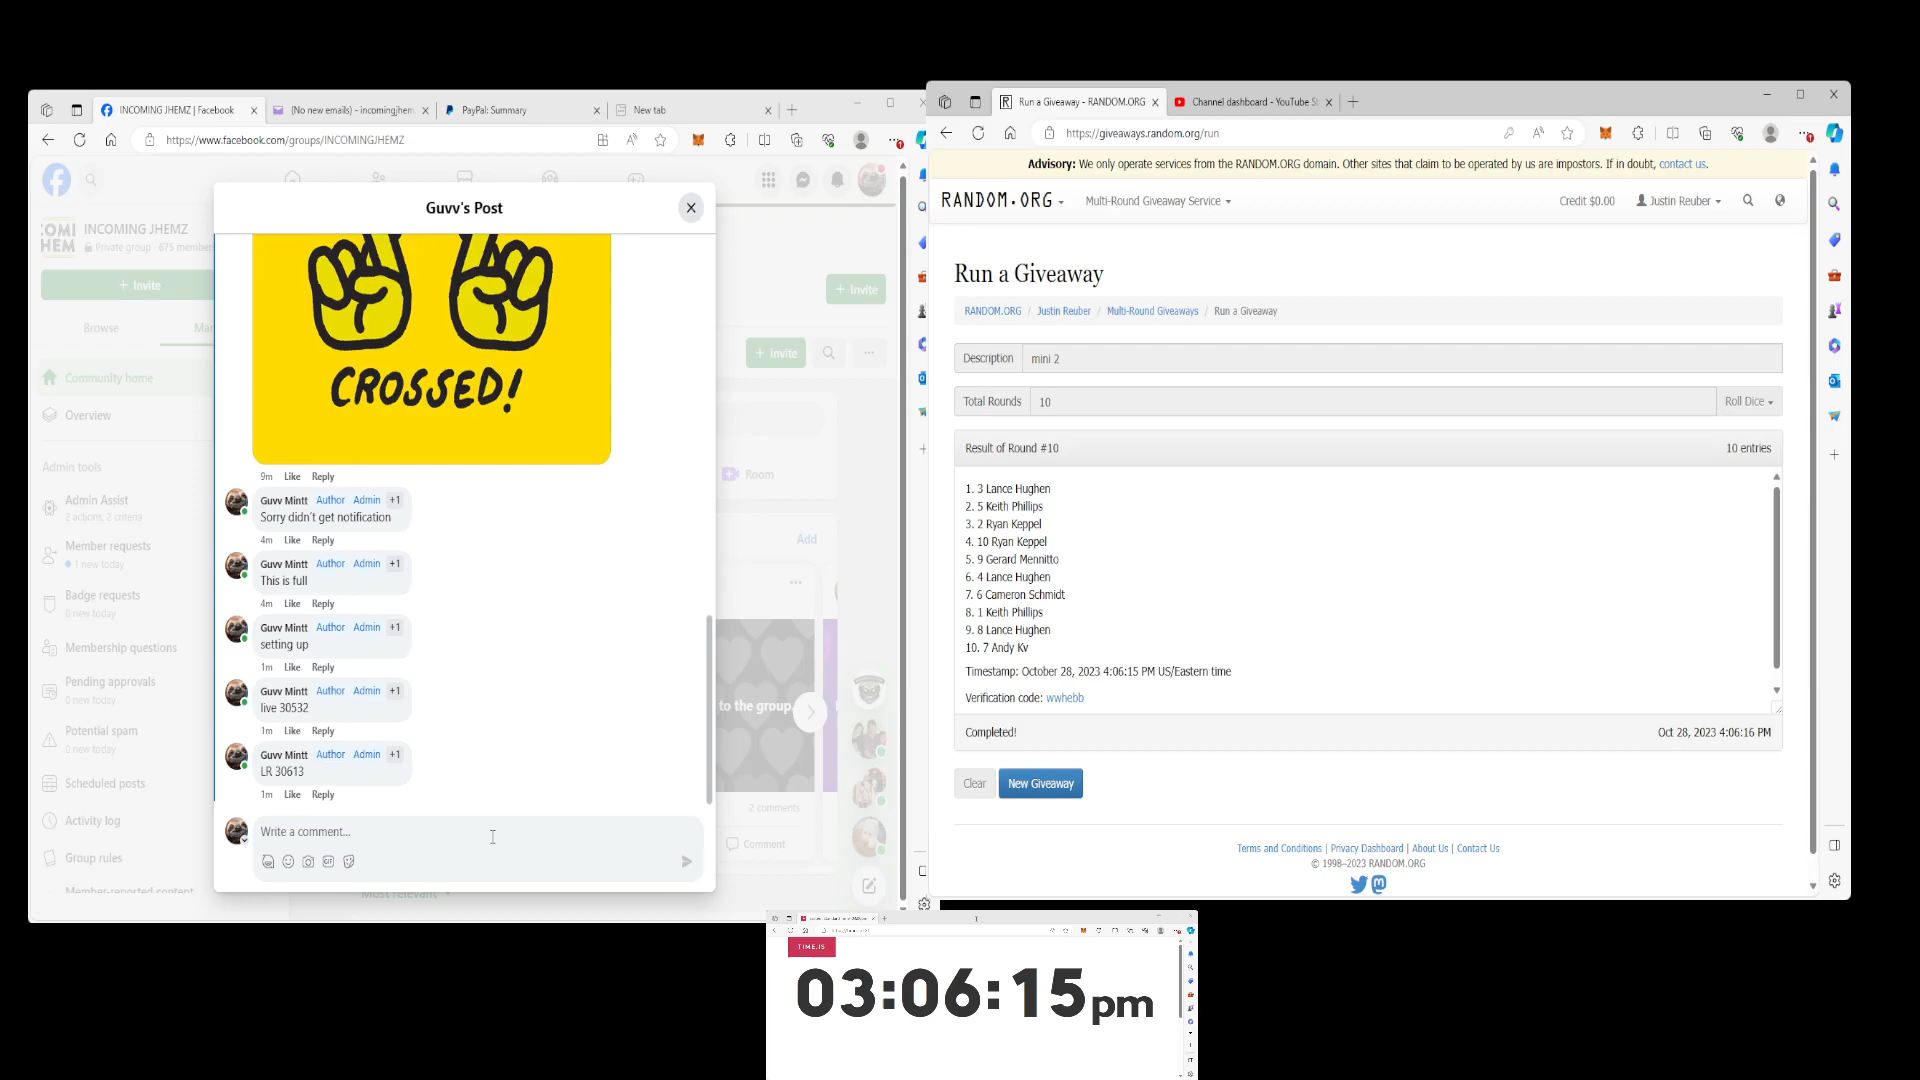 INCOMING JHEMZ | Facebook
(No new emails) - incomingjhem
PayPal: Summary
New tab
https://www.facebook.com/groups/INCOMINGJHEMZ
INCOMING JHEMZ
Private group · 675 members
+ Invite
Browse
Community home
Overview
Admin tools
Admin Assist
2 actions, 2 criteria
Member requests
1 new today
Badge requests
0 new today
Membership questions
Pending approvals
0 new today
Potential spam
0 new today
Scheduled posts
Activity log
Group rules
Member-reported content
+ Invite
+ Invite
Room
Add
to the group.
2 comments
Comment
Most relevant
Guvv's Post
CROSSED!
9m Like Reply
Guvv Mintt Author Admin +1
Sorry didn't get notification
4m Like Reply
Guvv Mintt Author Admin +1
This is full
4m Like Reply
Guvv Mintt Author Admin +1
setting up
1m Like Reply
Guvv Mintt Author Admin +1
live 30532
1m Like Reply
Guvv Mintt Author Admin +1
LR 30613
1m Like Reply
Write a comment...
Run a Giveaway - RANDOM.ORG
Channel dashboard - YouTube St
https://giveaways.random.org/run
Advisory: We only operate services from the RANDOM.ORG domain. Other sites that claim to be operated by us are impostors. If in doubt, contact us.
RANDOM.ORG
Multi-Round Giveaway Service
Credit $0.00
Justin Reuber
Run a Giveaway
RANDOM.ORG / Justin Reuber / Multi-Round Giveaways / Run a Giveaway
Description mini 2
Total Rounds 10 Roll Dice
Result of Round #10 10 entries
1. 3 Lance Hughen
2. 5 Keith Phillips
3. 2 Ryan Keppel
4. 10 Ryan Keppel
5. 9 Gerard Mennitto
6. 4 Lance Hughen
7. 6 Cameron Schmidt
8. 1 Keith Phillips
9. 8 Lance Hughen
10. 7 Andy Kv
Timestamp: October 28, 2023 4:06:15 PM US/Eastern time
Verification code: wwhebb
Completed! Oct 28, 2023 4:06:16 PM
Clear
New Giveaway
Terms and Conditions | Privacy Dashboard | About Us | Contact Us
© 1998–2023 RANDOM.ORG
TIME.IS
03:06:15pm